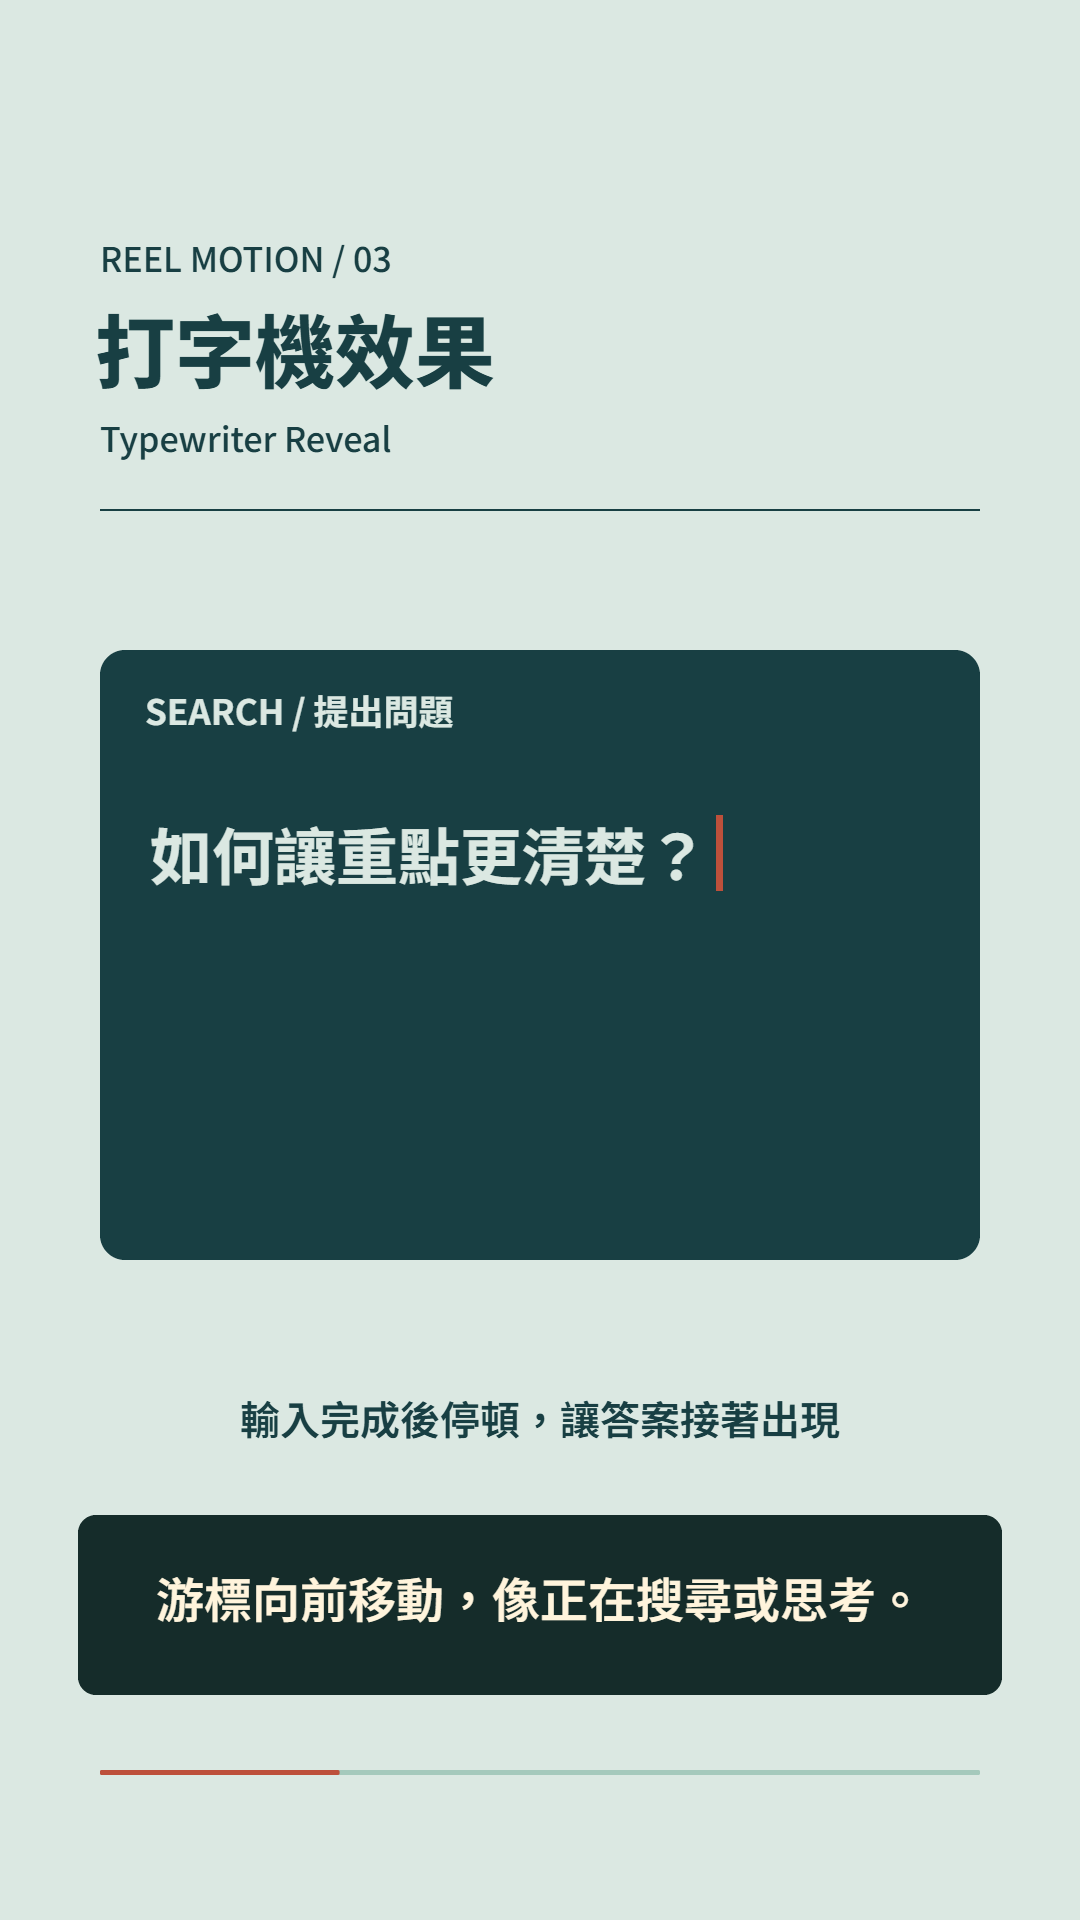 REEL MOTION / 03
打字機效果
Typewriter Reveal
SEARCH / 提出問題
如何讓重點更清楚？
輸入完成後停頓，讓答案接著出現
游標向前移動，像正在搜尋或思考。